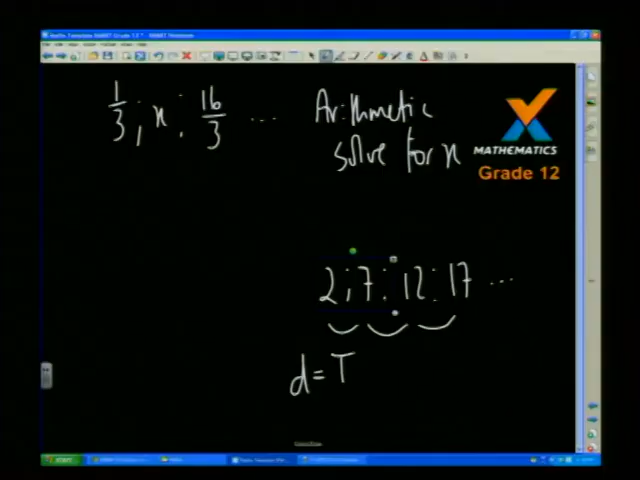 1/3 ; x ; 16/3 ... Arithmetic
solve for x
MATHEMATICS
Grade 12
2 ; 7 ; 12 ; 17 ...
d = T